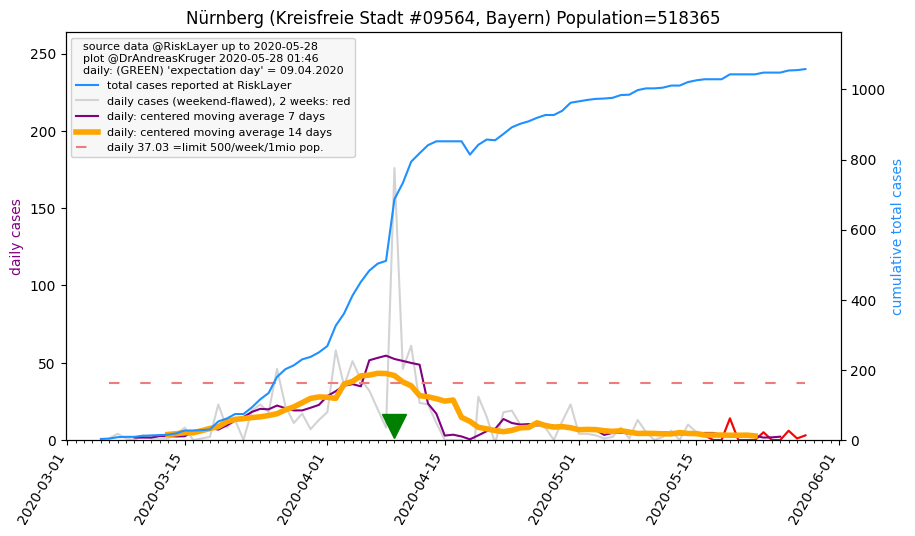 Nürnberg (Kreisfreie Stadt #09564, Bayern) Population=518365
source data @RiskLayer up to 2020-05-28
plot @DrAndreasKruger 2020-05-28 01:46
daily: (GREEN) 'expectation day' = 09.04.2020
total cases reported at RiskLayer
daily cases (weekend-flawed), 2 weeks: red
daily: centered moving average 7 days
daily: centered moving average 14 days
daily 37.03 =limit 500/week/1mio pop.
daily cases
250
200
150
100
50
0
cumulative total cases
1000
800
600
400
200
0
2020-03-01
2020-03-15
2020-04-01
2020-04-15
2020-05-01
2020-05-15
2020-06-01